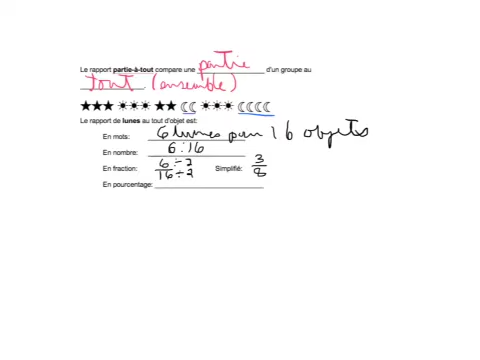 Le rapport partie-à-tout compare une partie d'un groupe au
tout (ensemble).
★★★ ☀☀☀ ★★ ☾☾ ☀☀☀ ☾☾☾☾
Le rapport de lunes au tout d'objet est:
En mots: 6 lunes par 16 objets
En nombre: 6:16
En fraction: 6÷2/16÷2 Simplifié: 3/8
En pourcentage: